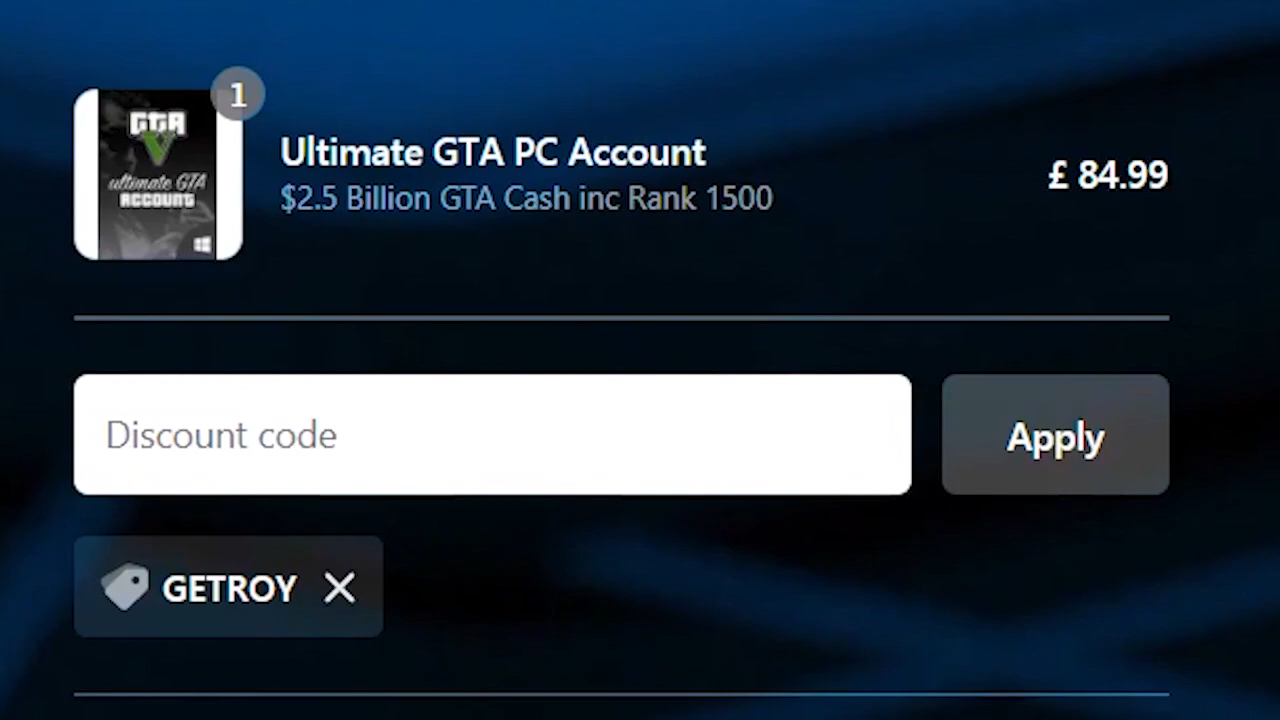 1
GTA
V
ultimate GTA
ACCOUNT
Ultimate GTA PC Account
$2.5 Billion GTA Cash inc Rank 1500
£ 84.99
Discount code
Apply
GETROY